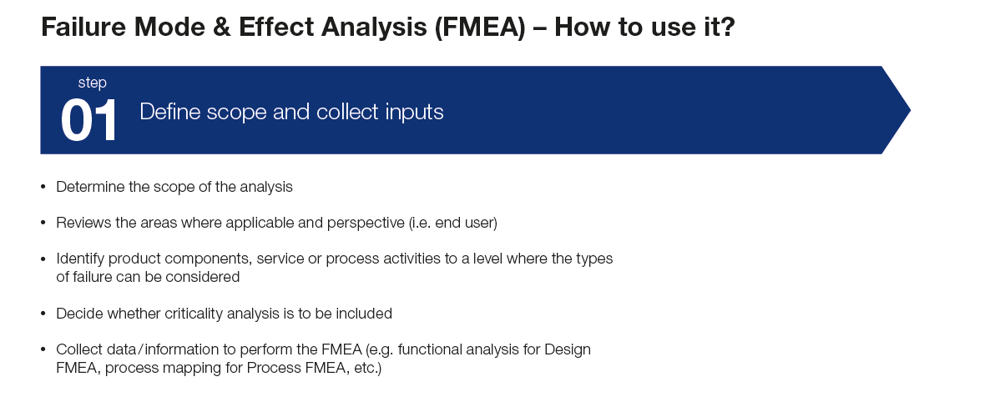 Failure Mode & Effect Analysis (FMEA) – How to use it?
step
01
Define scope and collect inputs
• Determine the scope of the analysis
• Reviews the areas where applicable and perspective (i.e. end user)
• Identify product components, service or process activities to a level where the types
of failure can be considered
• Decide whether criticality analysis is to be included
• Collect data/information to perform the FMEA (e.g. functional analysis for Design
FMEA, process mapping for Process FMEA, etc.)